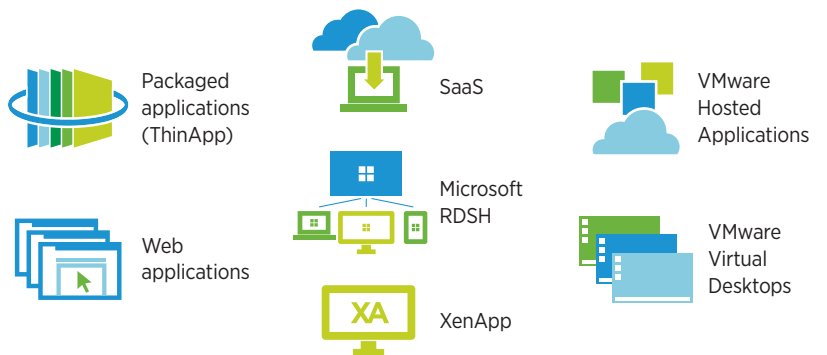 Packaged
applications
(ThinApp)
Web
applications
SaaS
Microsoft
RDSH
XA
XenApp
VMware
Hosted
Applications
VMware
Virtual
Desktops